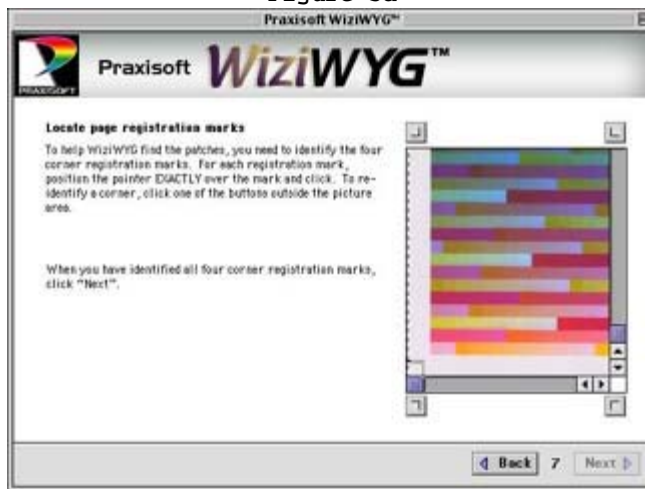 Praxisoft WiziWYG™
PRAXISOFT
Praxisoft WiziWYG™
Locate page registration marks
To help WiziWYG find the patches, you need to identify the four
corner registration marks. For each registration mark,
position the pointer EXACTLY over the mark and click. To re-
identify a corner, click one of the buttons outside the picture
area.
When you have identified all four corner registration marks,
click "Next".
Back 7 Next